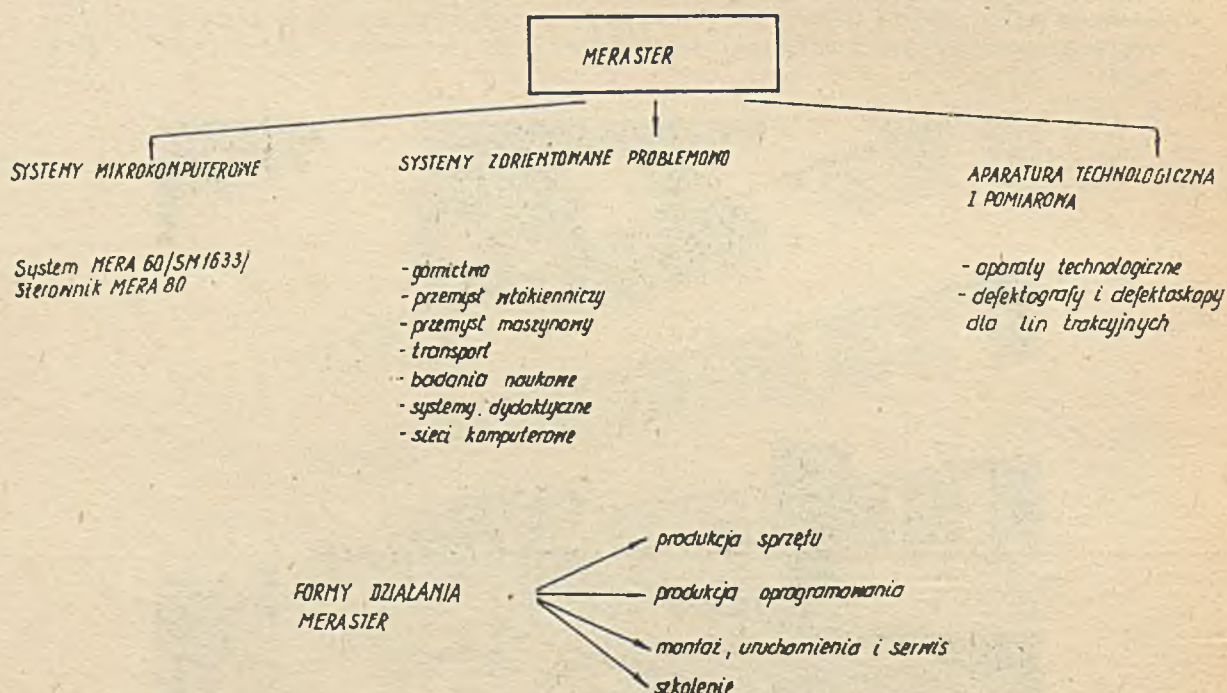 MERASTER
SYSTEMY MIKROKOMPUTEROWE
SYSTEMY ZORIENTOWANE PROBLEMOWO
APARATURA TECHNOLOGICZNA
I POMIAROWA
System MERA 60/SM1633/
Sterownik MERA 80
- górnictwo
- przemysł włókienniczy
- przemysł maszynowy
- transport
- badania naukowe
- systemy dydaktyczne
- sieci komputerowe
- aparaty technologiczne
- defektografy i defektoskopy
dla lin trakcyjnych
FORMY DZIAŁANIA
MERASTER
produkcja sprzętu
produkcja oprogramowania
montaż, uruchomienia i serwis
szkolenie